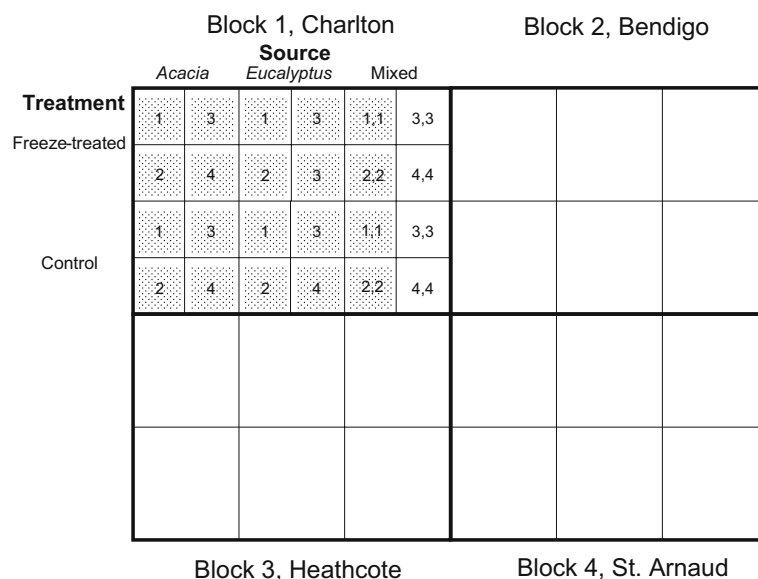 Block 1, Charlton
Block 2, Bendigo
Source
Acacia Eucalyptus Mixed
Treatment
Freeze-treated
1 3 1 3 1,1 3,3
2 4 2 3 2,2 4,4
Control
1 3 1 3 1,1 3,3
2 4 2 4 2,2 4,4
Block 3, Heathcote
Block 4, St. Arnaud